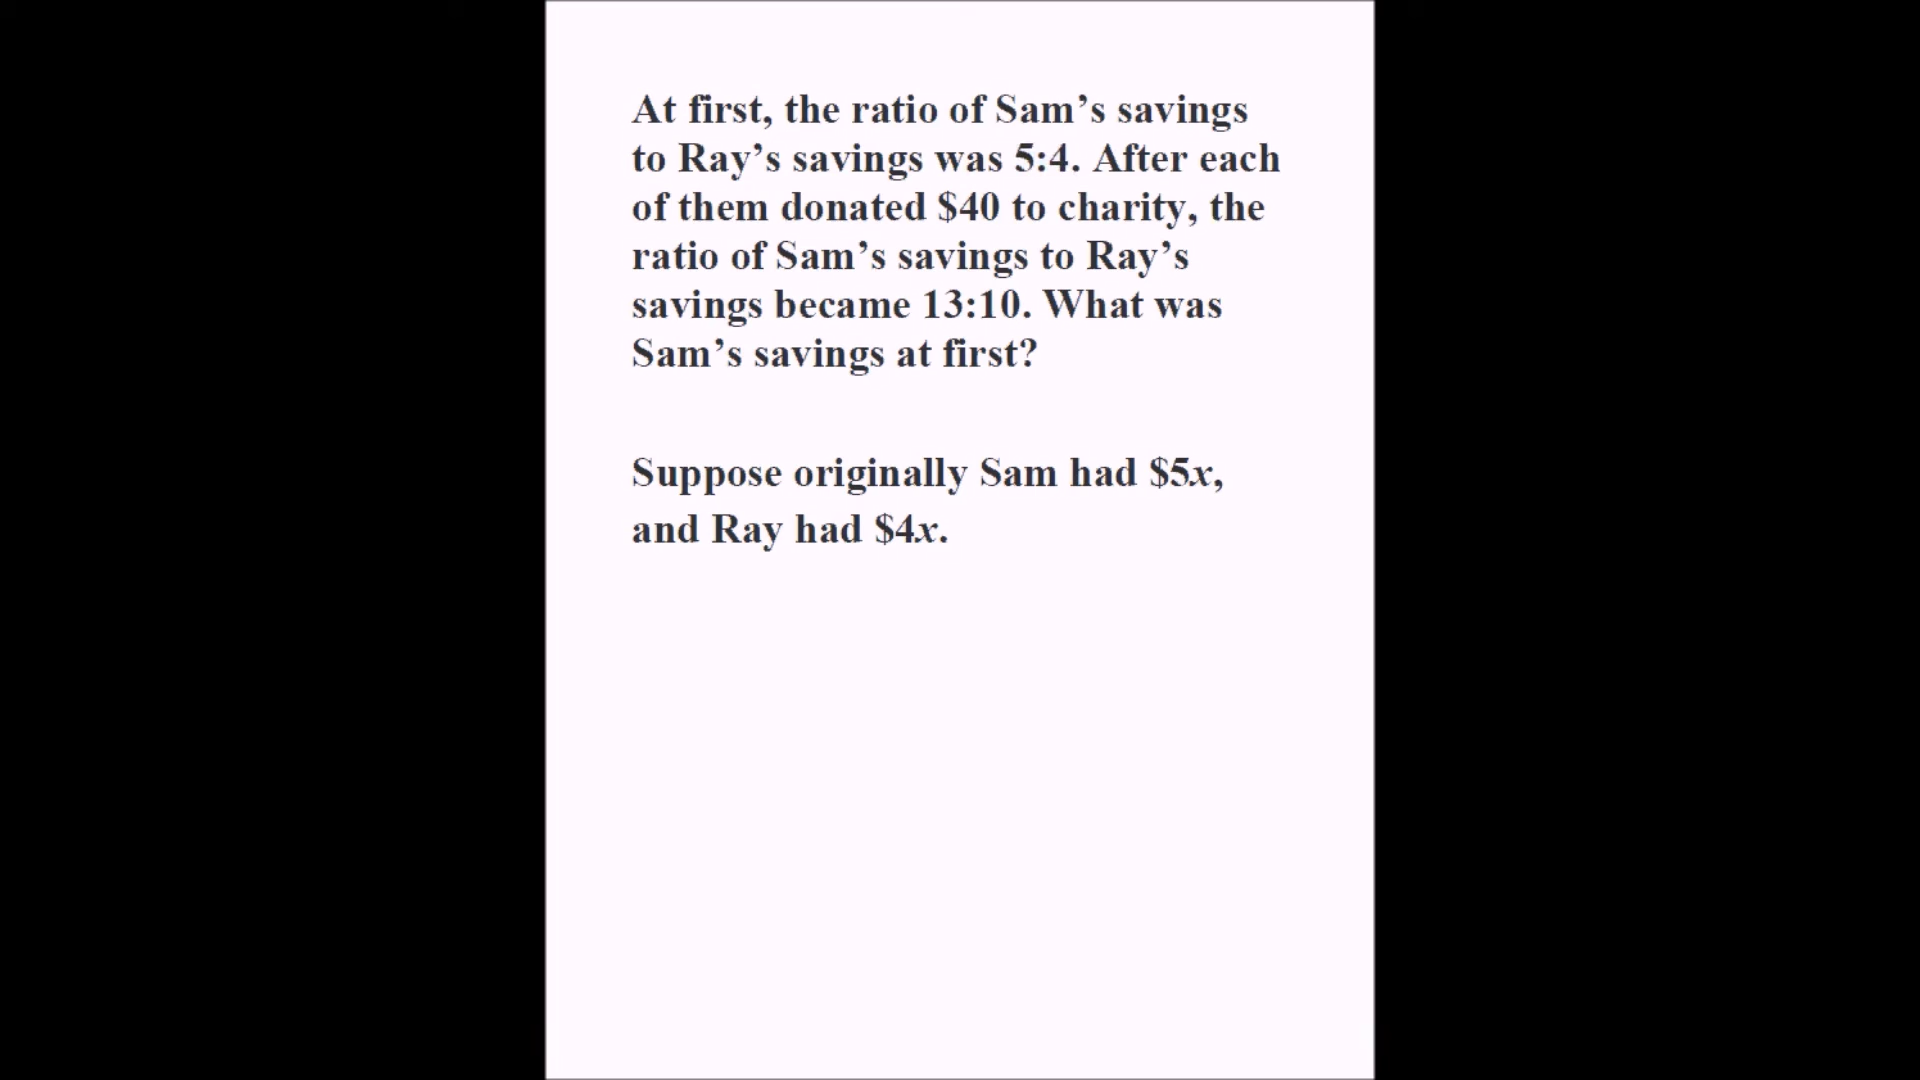 At first, the ratio of Sam’s savings
to Ray’s savings was 5:4. After each
of them donated $40 to charity, the
ratio of Sam’s savings to Ray’s
savings became 13:10. What was
Sam’s savings at first?
Suppose originally Sam had $5x,
and Ray had $4x.